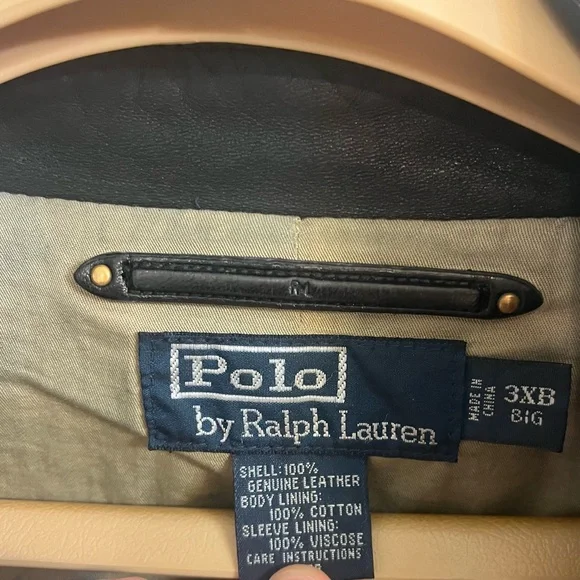 RL
Polo
by Ralph Lauren
MADE IN
CHINA
3XB
BIG
SHELL:100%
GENUINE LEATHER
BODY LINING:
100% COTTON
SLEEVE LINING:
100% VISCOSE
CARE INSTRUCTIONS